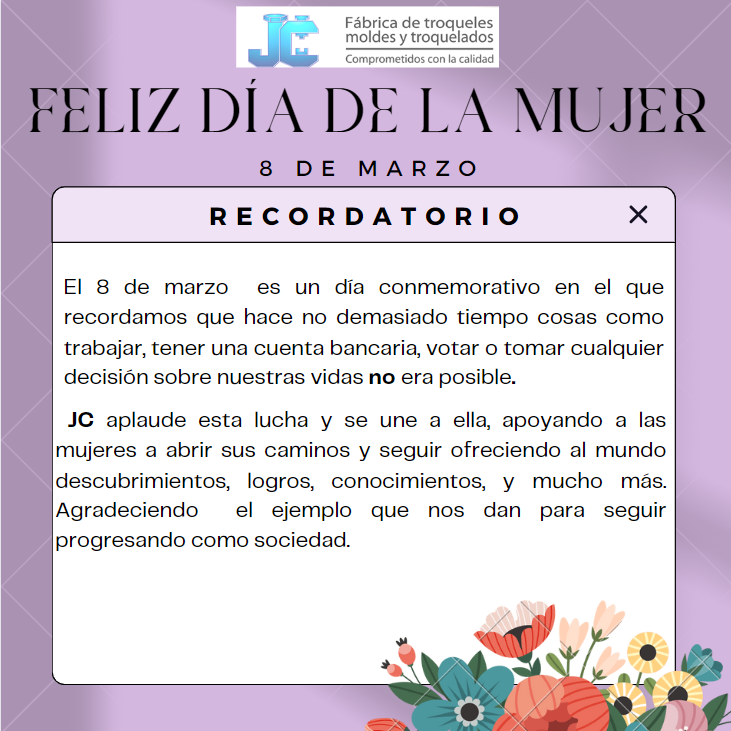 JC
Fábrica de troqueles
moldes y troquelados
Comprometidos con la calidad
FELIZ DÍA DE LA MUJER
8 DE MARZO
RECORDATORIO
El 8 de marzo es un día conmemorativo en el que
recordamos que hace no demasiado tiempo cosas como
trabajar, tener una cuenta bancaria, votar o tomar cualquier
decisión sobre nuestras vidas no era posible.
JC aplaude esta lucha y se une a ella, apoyando a las
mujeres a abrir sus caminos y seguir ofreciendo al mundo
descubrimientos, logros, conocimientos, y mucho más.
Agradeciendo el ejemplo que nos dan para seguir
progresando como sociedad.